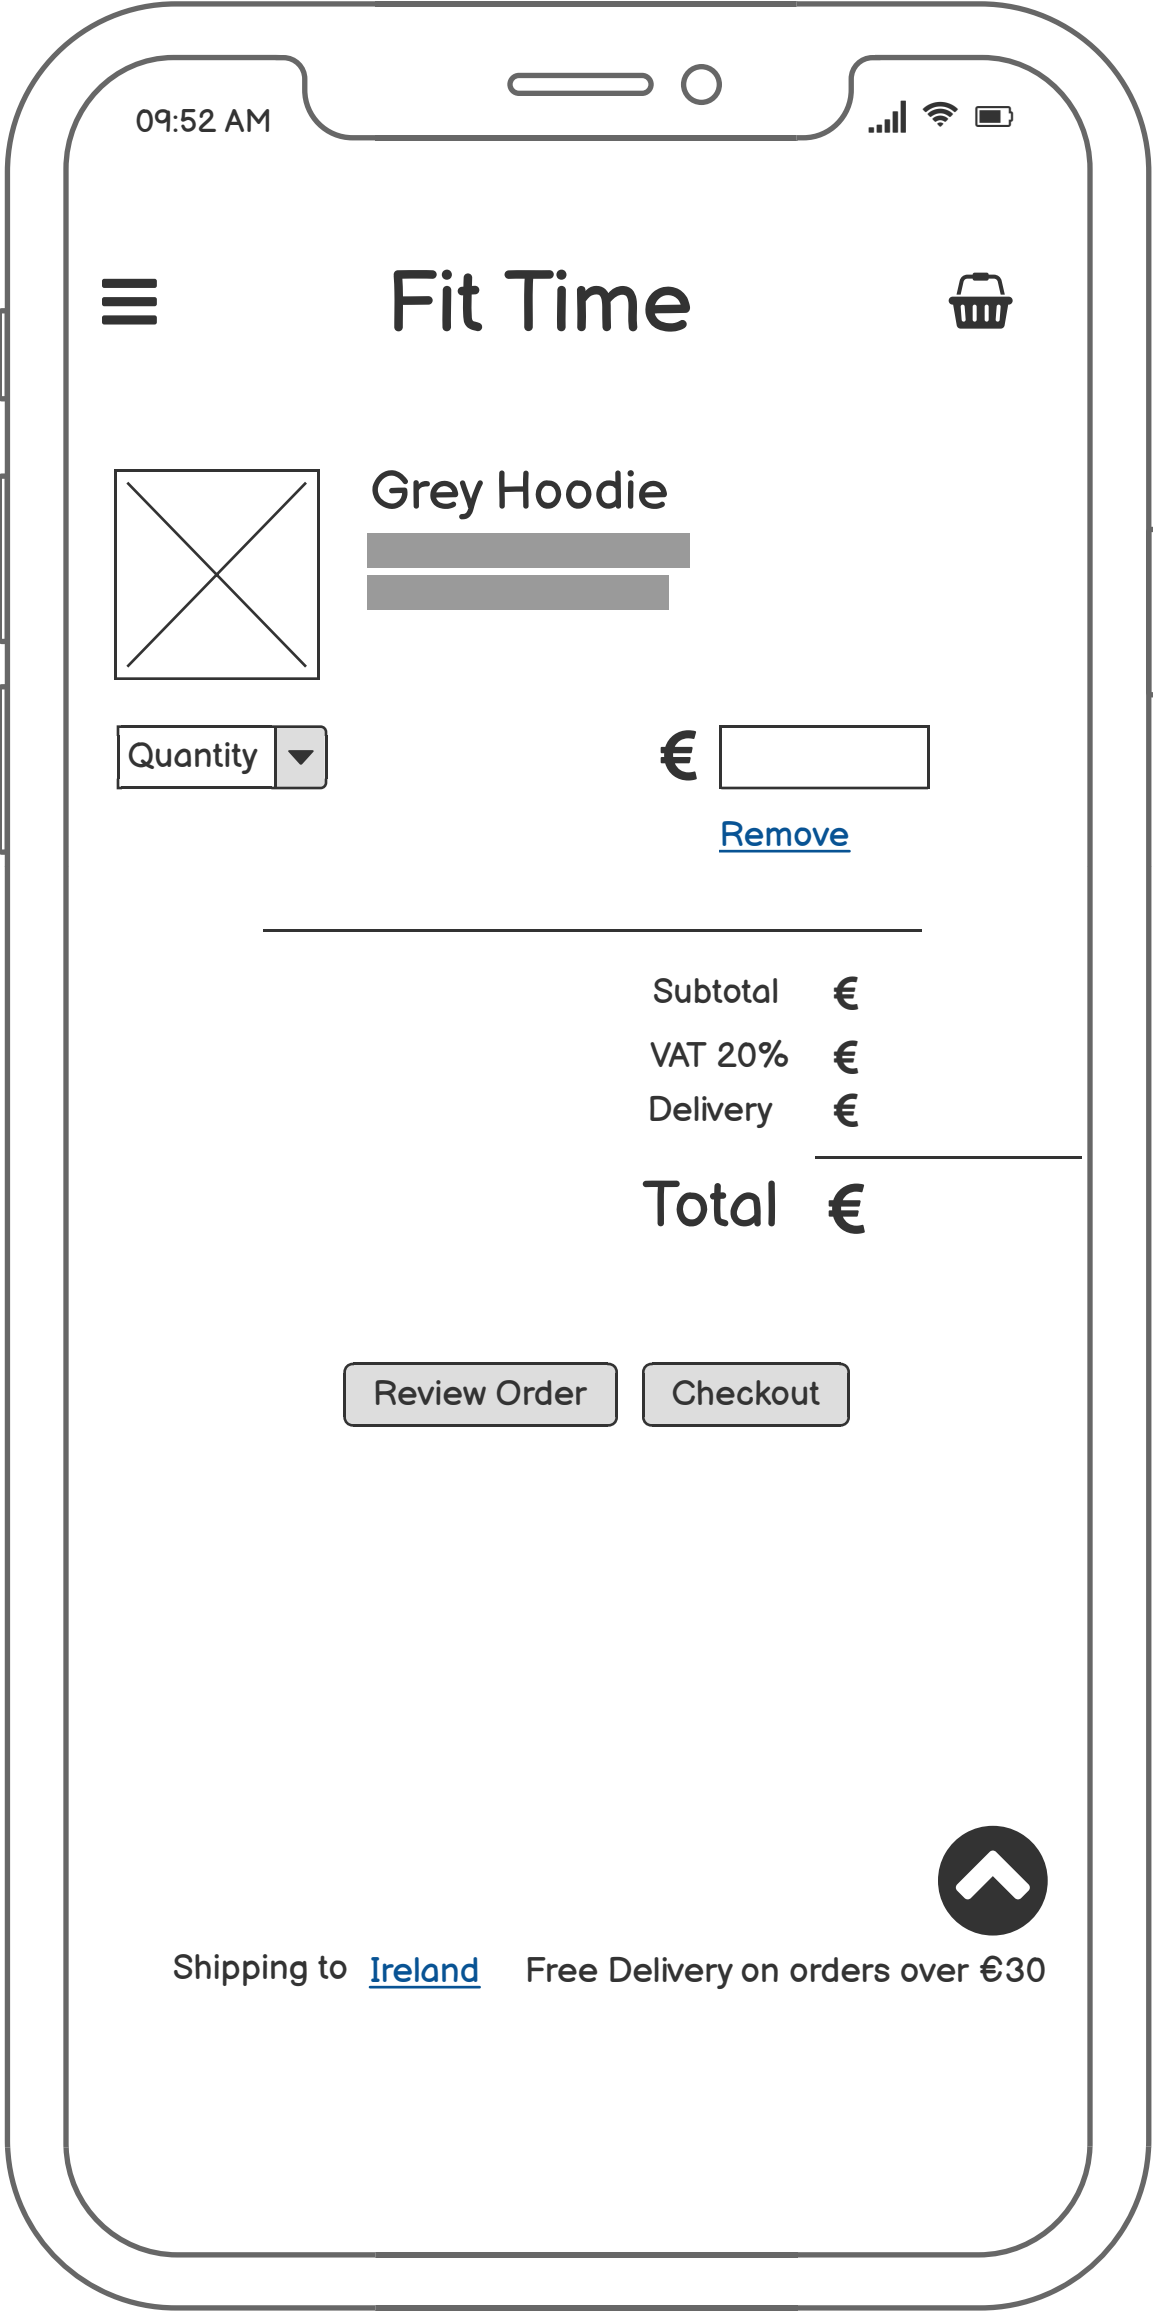 09:52 AM
Fit Time
Grey Hoodie
Quantity
€
Remove
Subtotal €
VAT 20% €
Delivery €
Total €
Review Order Checkout
Shipping to Ireland Free Delivery on orders over €30